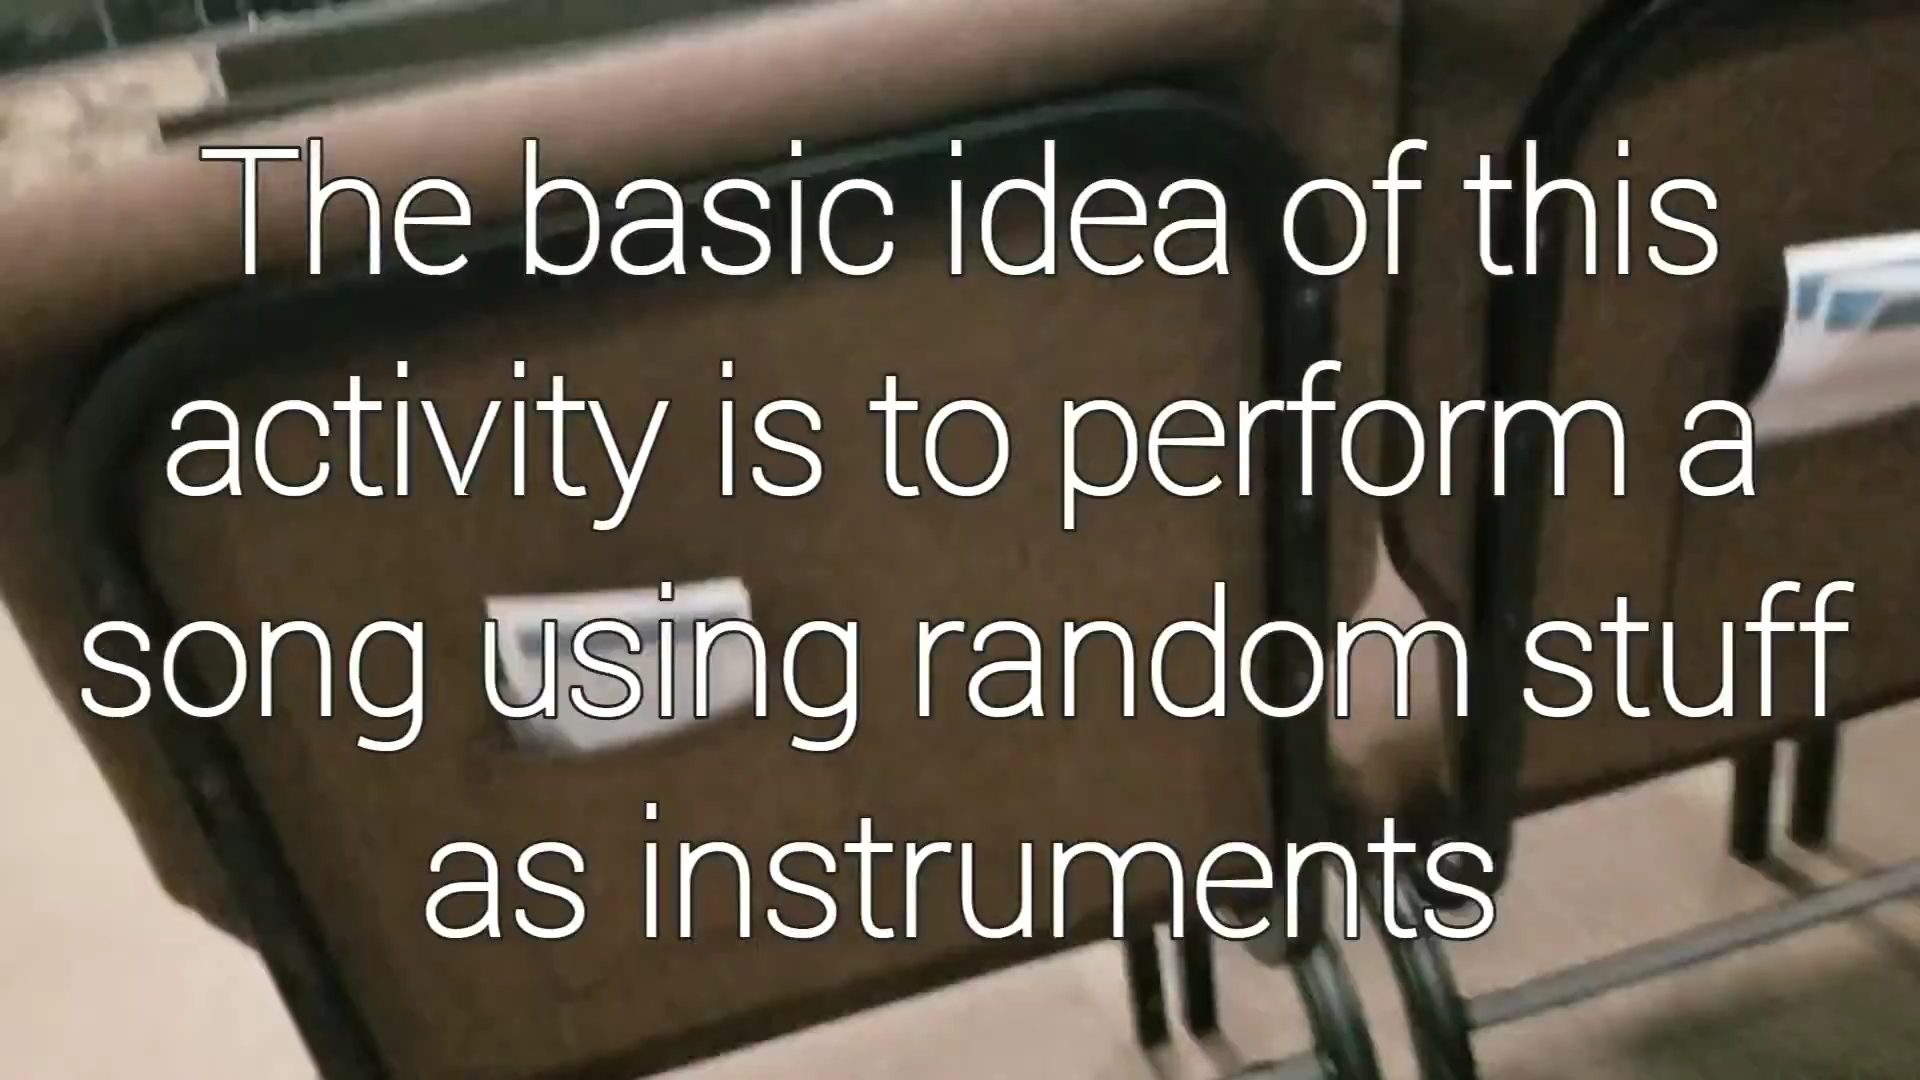 The basic idea of this
activity is to perform a
song using random stuff
as instruments